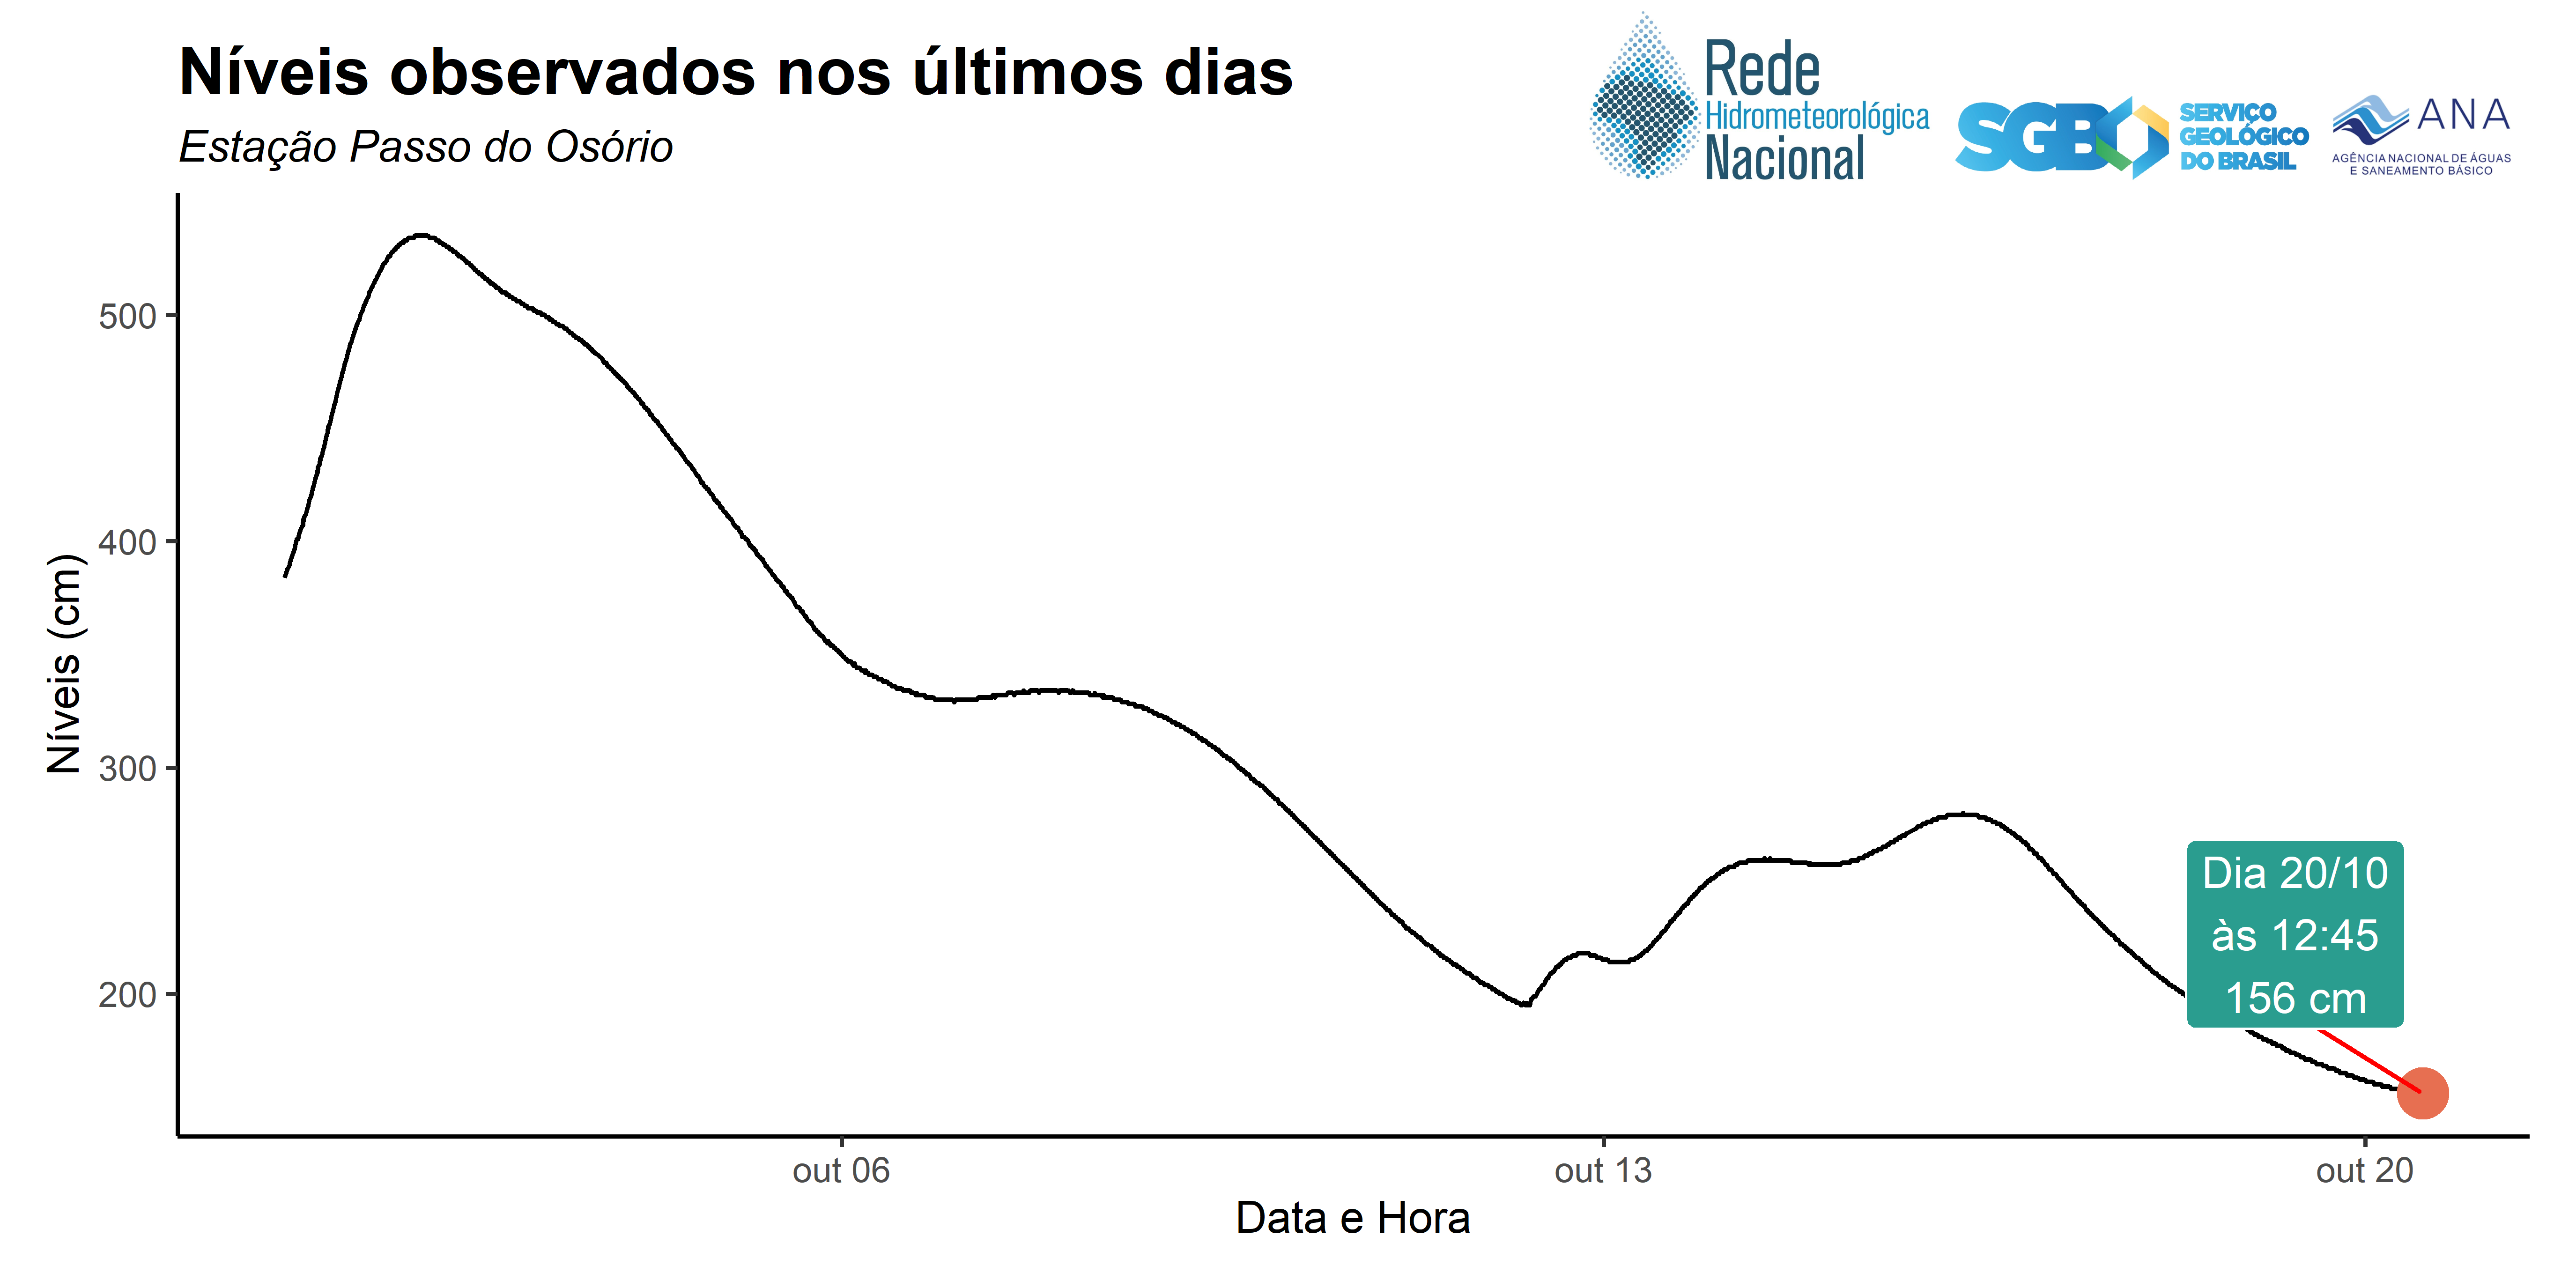 Níveis observados nos últimos dias
Estação Passo do Osório
Rede
Hidrometeorológica
Nacional
SGB
SERVIÇO
GEOLÓGICO
DO BRASIL
ANA
AGÊNCIA NACIONAL DE ÁGUAS
E SANEAMENTO BÁSICO
Níveis (cm)
500
400
300
200
Dia 20/10
às 12:45
156 cm
out 06
out 13
out 20
Data e Hora